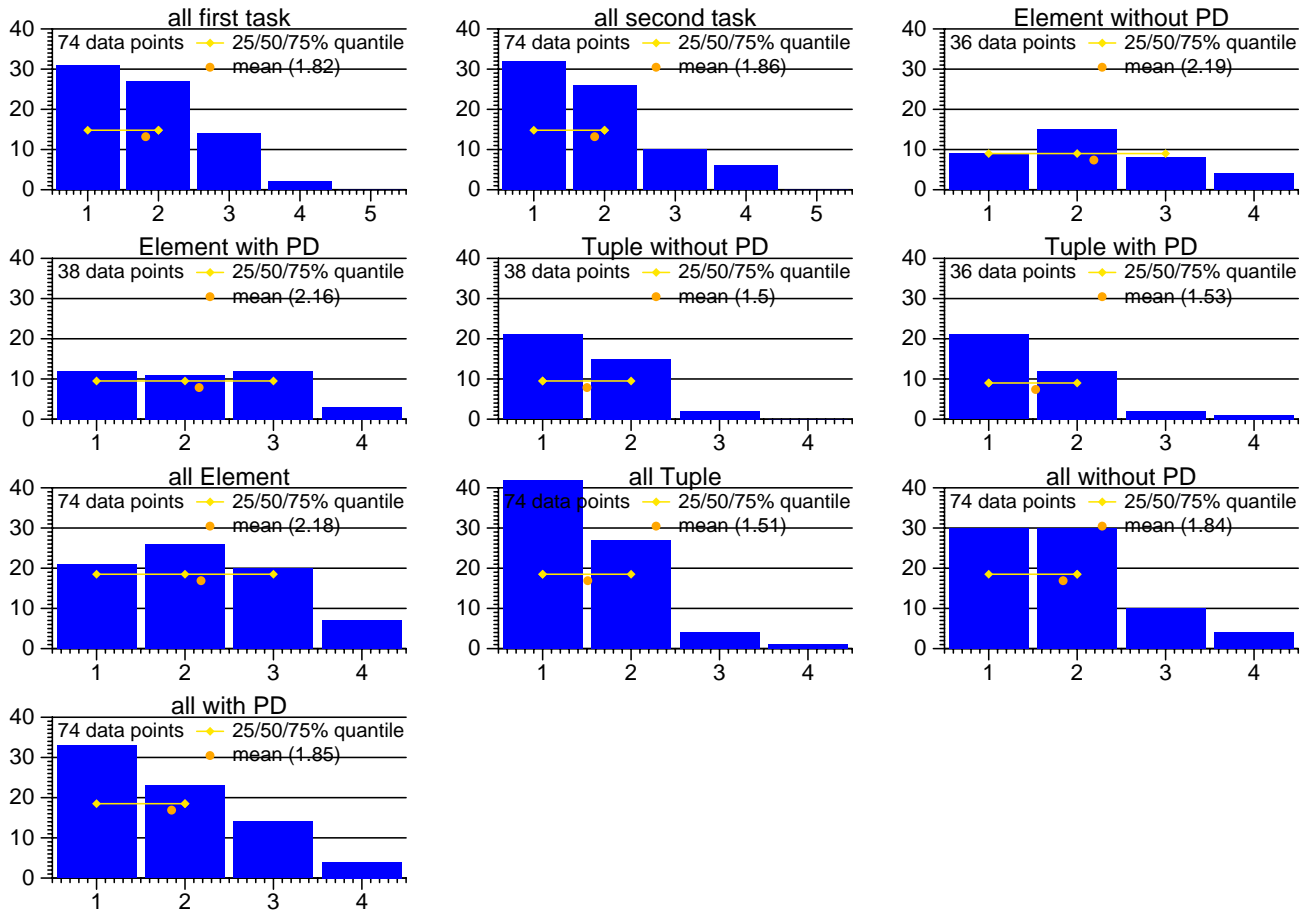 all first task
74 data points 25/50/75% quantile
mean (1.82)
40
30
20
10
0
1 2 3 4 5
all second task
74 data points 25/50/75% quantile
mean (1.86)
40
30
20
10
0
1 2 3 4 5
Element without PD
36 data points 25/50/75% quantile
mean (2.19)
40
30
20
10
0
1 2 3 4
Element with PD
38 data points 25/50/75% quantile
mean (2.16)
40
30
20
10
0
1 2 3 4
Tuple without PD
38 data points 25/50/75% quantile
mean (1.5)
40
30
20
10
0
1 2 3 4
Tuple with PD
36 data points 25/50/75% quantile
mean (1.53)
40
30
20
10
0
1 2 3 4
all Element
74 data points 25/50/75% quantile
mean (2.18)
40
30
20
10
0
1 2 3 4
all Tuple
74 data points 25/50/75% quantile
mean (1.51)
40
30
20
10
0
1 2 3 4
all without PD
74 data points 25/50/75% quantile
mean (1.84)
40
30
20
10
0
1 2 3 4
all with PD
74 data points 25/50/75% quantile
mean (1.85)
40
30
20
10
0
1 2 3 4